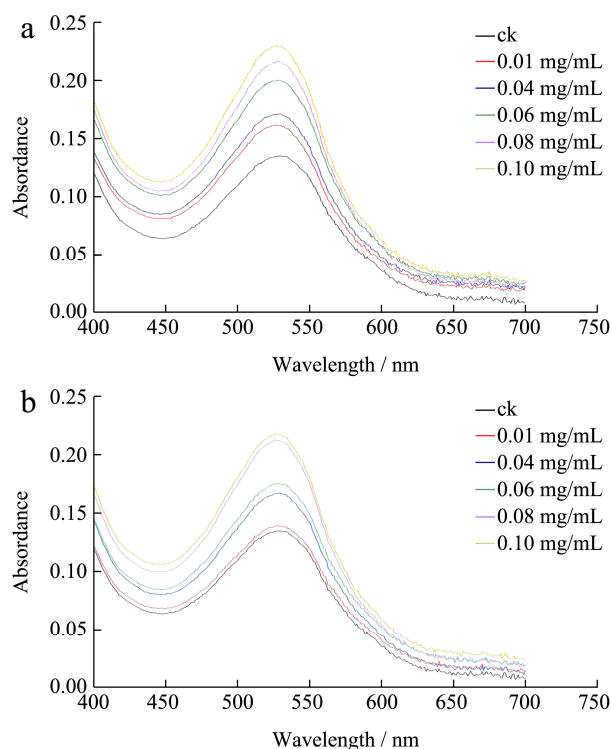 a
0.25
0.20
0.15
0.10
0.05
0.00
Absordance
400 450 500 550 600 650 700 750
Wavelength / nm
ck
0.01 mg/mL
0.04 mg/mL
0.06 mg/mL
0.08 mg/mL
0.10 mg/mL
b
0.25
0.20
0.15
0.10
0.05
0.00
Absordance
400 450 500 550 600 650 700 750
Wavelength / nm
ck
0.01 mg/mL
0.04 mg/mL
0.06 mg/mL
0.08 mg/mL
0.10 mg/mL